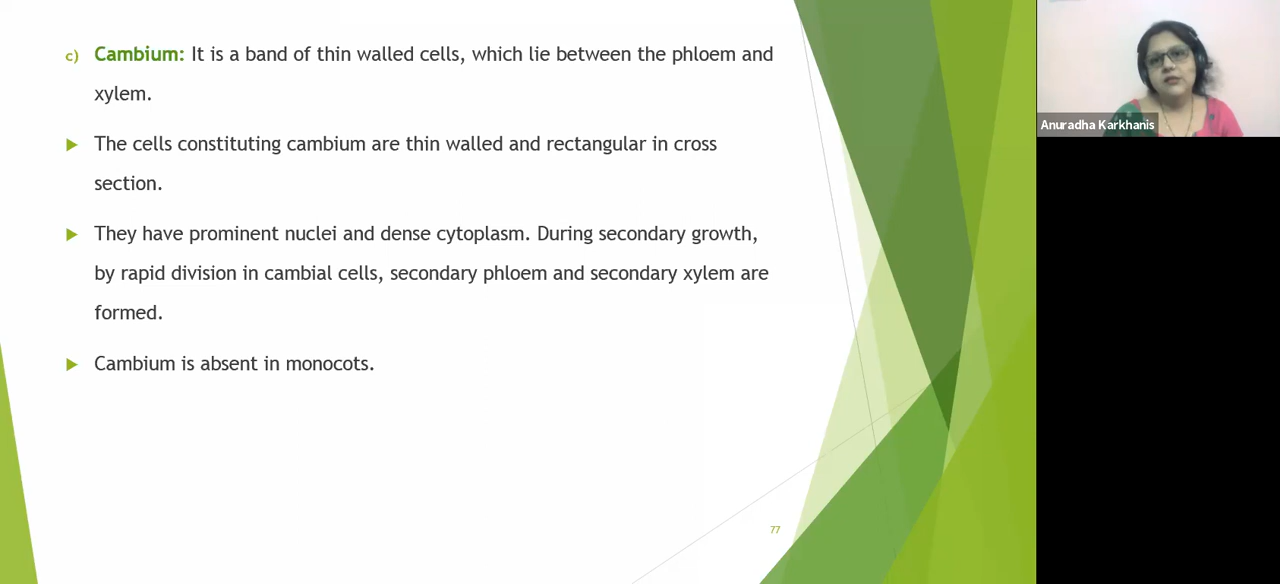 c) Cambium: It is a band of thin walled cells, which lie between the phloem and
xylem.
The cells constituting cambium are thin walled and rectangular in cross
section.
They have prominent nuclei and dense cytoplasm. During secondary growth,
by rapid division in cambial cells, secondary phloem and secondary xylem are
formed.
Cambium is absent in monocots.
77
Anuradha Karkhanis